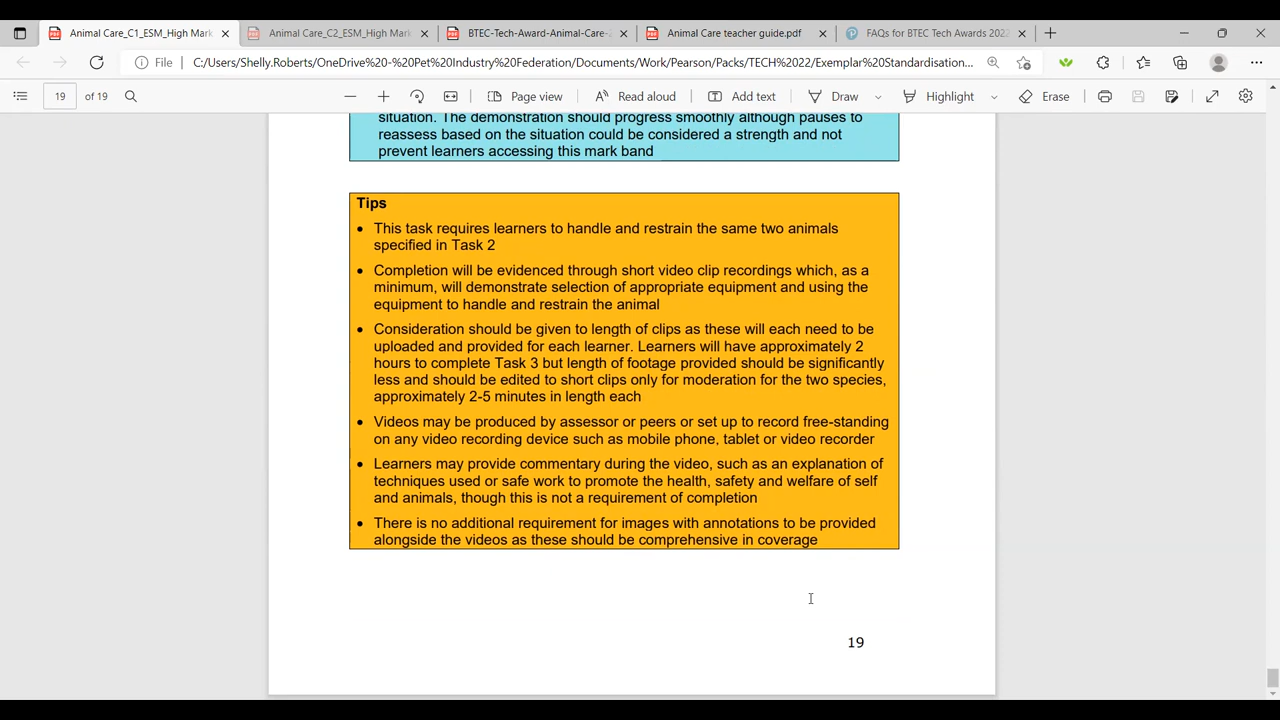 Animal Care_C1_ESM_High Mark
Animal Care_C2_ESM_High Mark
BTEC-Tech-Award-Animal-Care-2
Animal Care teacher guide.pdf
FAQs for BTEC Tech Awards 2022
File
C:/Users/Shelly.Roberts/OneDrive%20-%20Pet%20Industry%20Federation/Documents/Work/Pearson/Packs/TECH%2022/Exemplar%20Standardisation...
19 of 19
Page view
Read aloud
Add text
Draw
Highlight
Erase
situation. The demonstration should progress smoothly although pauses to
reassess based on the situation could be considered a strength and not
prevent learners accessing this mark band
Tips
• This task requires learners to handle and restrain the same two animals
specified in Task 2
• Completion will be evidenced through short video clip recordings which, as a
minimum, will demonstrate selection of appropriate equipment and using the
equipment to handle and restrain the animal
• Consideration should be given to length of clips as these will each need to be
uploaded and provided for each learner. Learners will have approximately 2
hours to complete Task 3 but length of footage provided should be significantly
less and should be edited to short clips only for moderation for the two species,
approximately 2-5 minutes in length each
• Videos may be produced by assessor or peers or set up to record free-standing
on any video recording device such as mobile phone, tablet or video recorder
• Learners may provide commentary during the video, such as an explanation of
techniques used or safe work to promote the health, safety and welfare of self
and animals, though this is not a requirement of completion
• There is no additional requirement for images with annotations to be provided
alongside the videos as these should be comprehensive in coverage
19